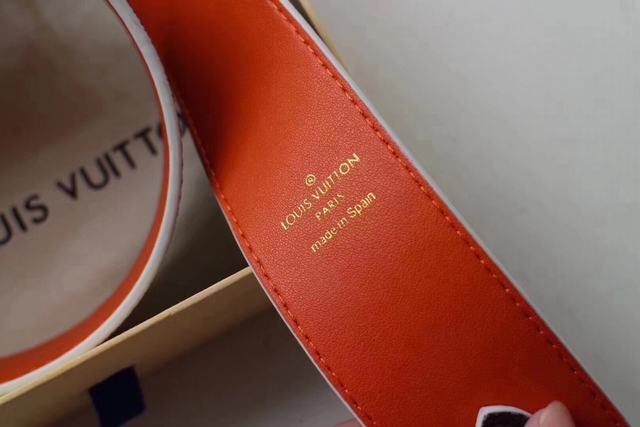 ®
LOUIS VUITTON
PARIS
made in Spain
UIS VUITTO